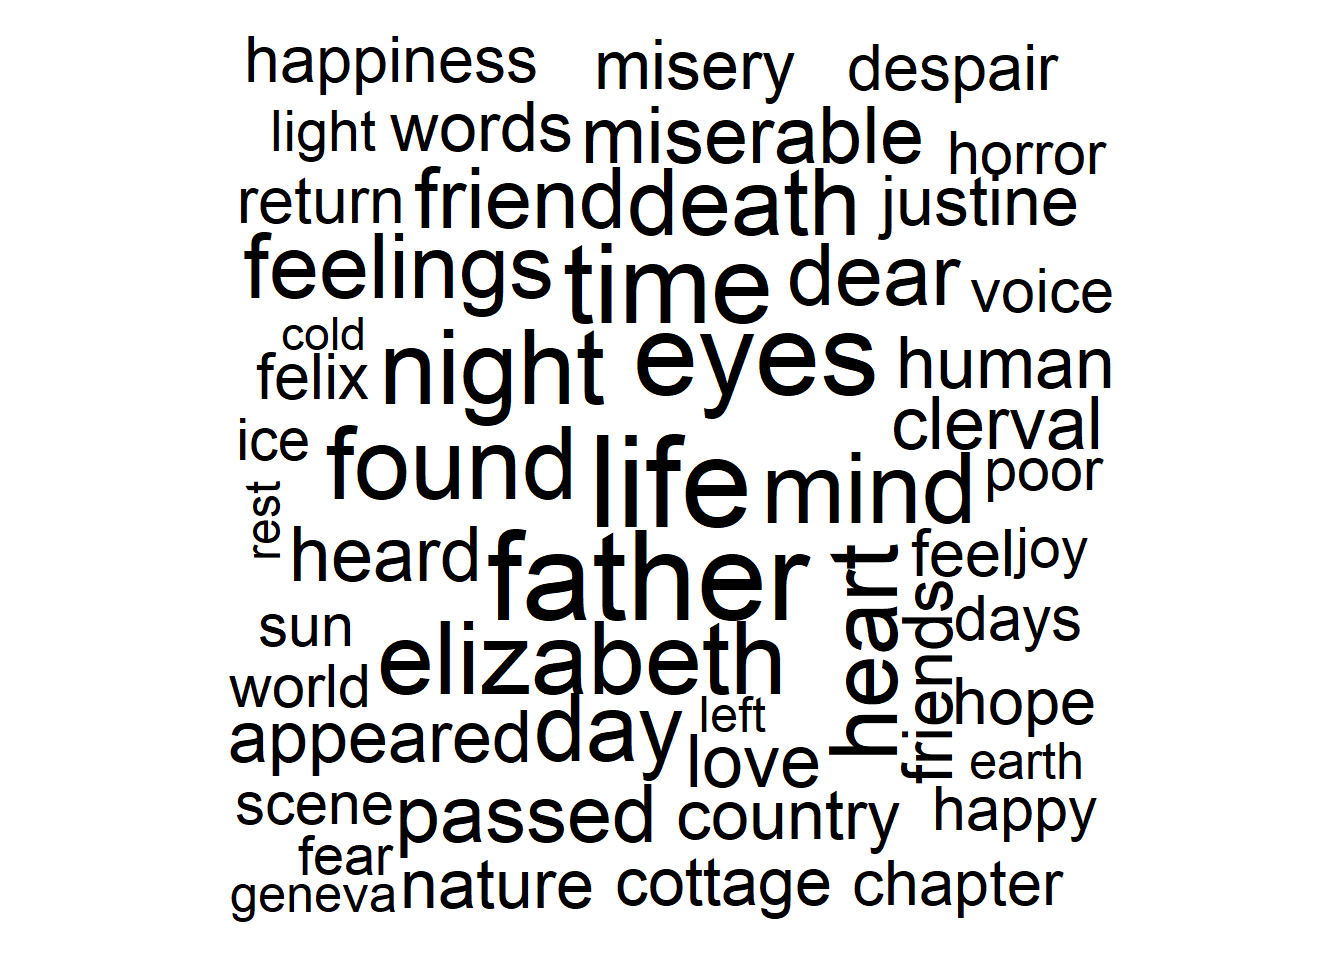 happiness misery despair
light words miserable horror
return friend death justine
feelings time dear voice
cold
felix night eyes human
clerval
ice found life mind poor
rest
heard father heart feel joy
friends
sun elizabeth days
world left hope
appeared day love earth
scene passed country happy
fear
geneva nature cottage chapter